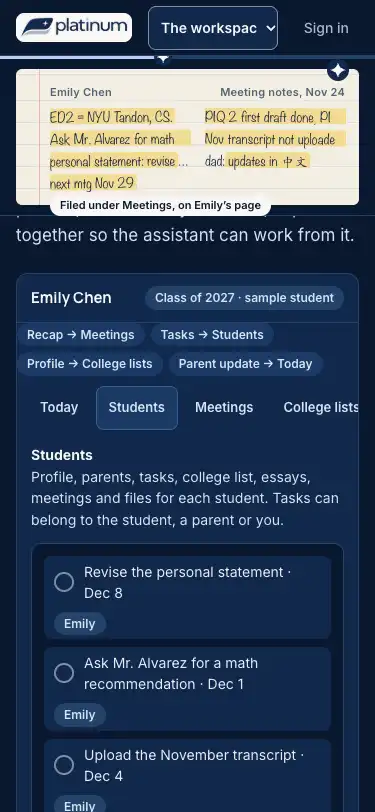 platinum
The workspac
Sign in
Emily Chen
Meeting notes, Nov 24
ED2 = NYU Tandon, CS.
Ask Mr. Alvarez for math
personal statement: revise ...
next mtg Nov 29
PIQ 2 first draft done, PI
Nov transcript not uploade
dad: updates in 中文
Filed under Meetings, on Emily's page
together so the assistant can work from it.
Emily Chen
Class of 2027 · sample student
Recap → Meetings
Tasks → Students
Profile → College lists
Parent update → Today
Today
Students
Meetings
College lists
Students
Profile, parents, tasks, college list, essays,
meetings and files for each student. Tasks can
belong to the student, a parent or you.
Revise the personal statement ·
Dec 8
Emily
Ask Mr. Alvarez for a math
recommendation · Dec 1
Emily
Upload the November transcript ·
Dec 4
Emily